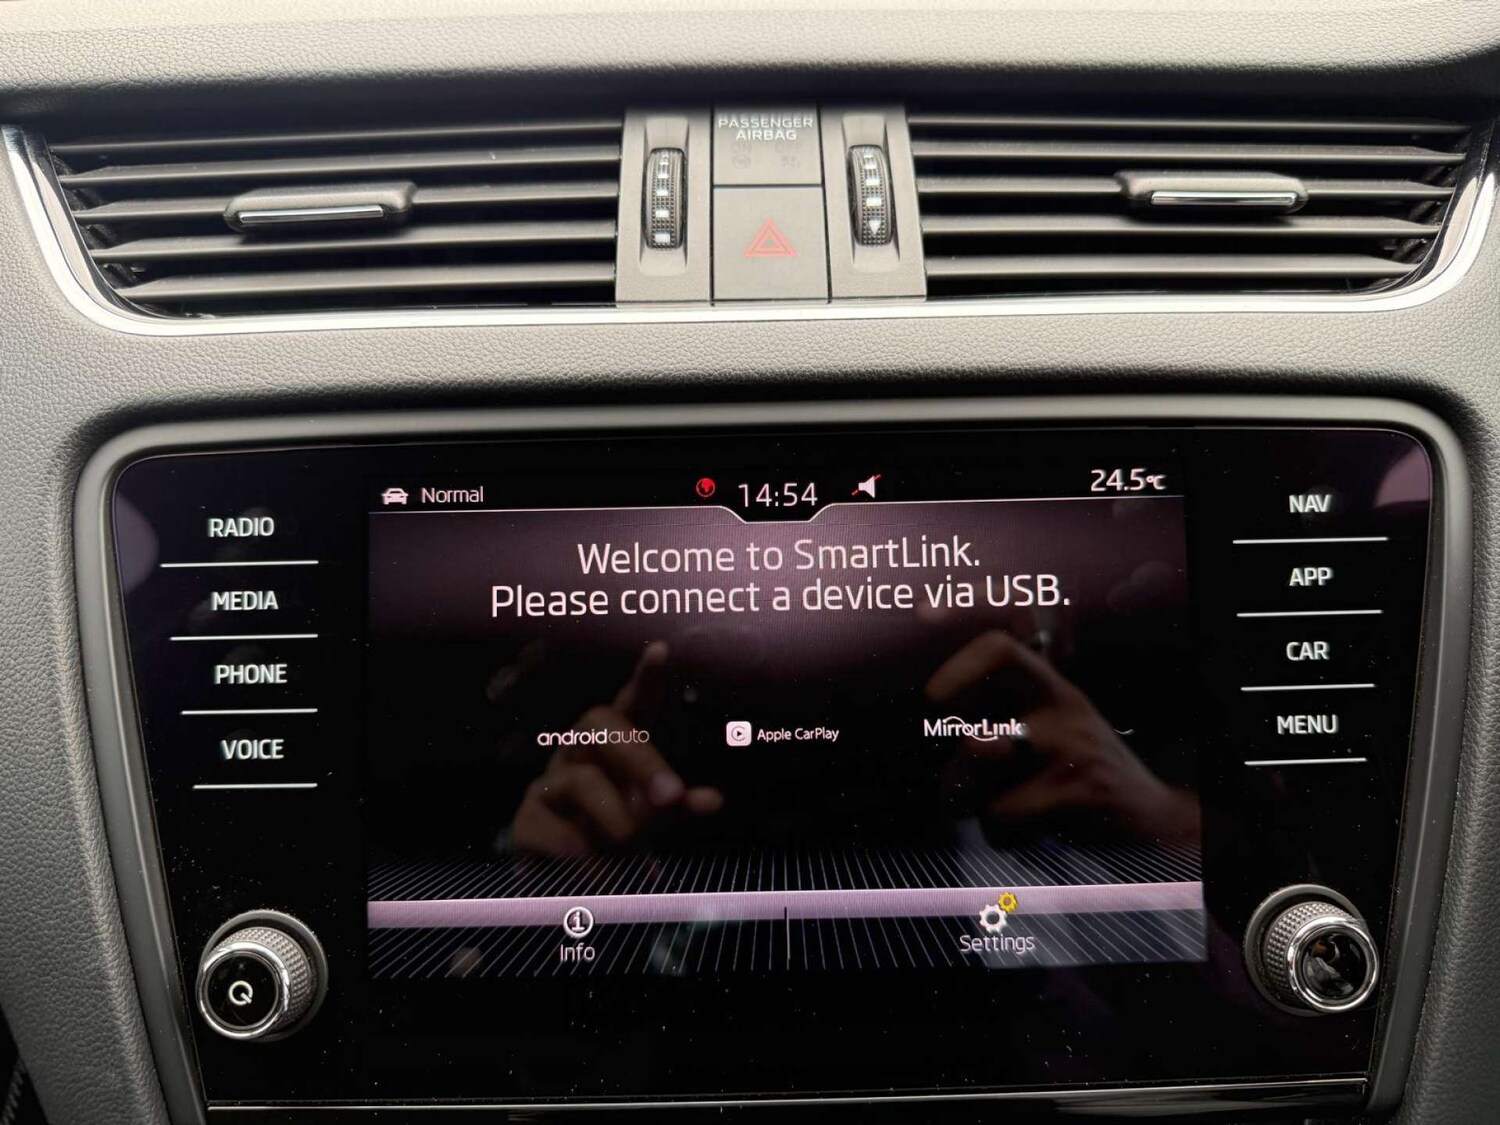 PASSENGER
AIRBAG
Normal
14:54
24.5°C
Welcome to SmartLink.
Please connect a device via USB.
androidauto
Apple CarPlay
MirrorLink
Info
Settings
RADIO
MEDIA
PHONE
VOICE
NAV
APP
CAR
MENU